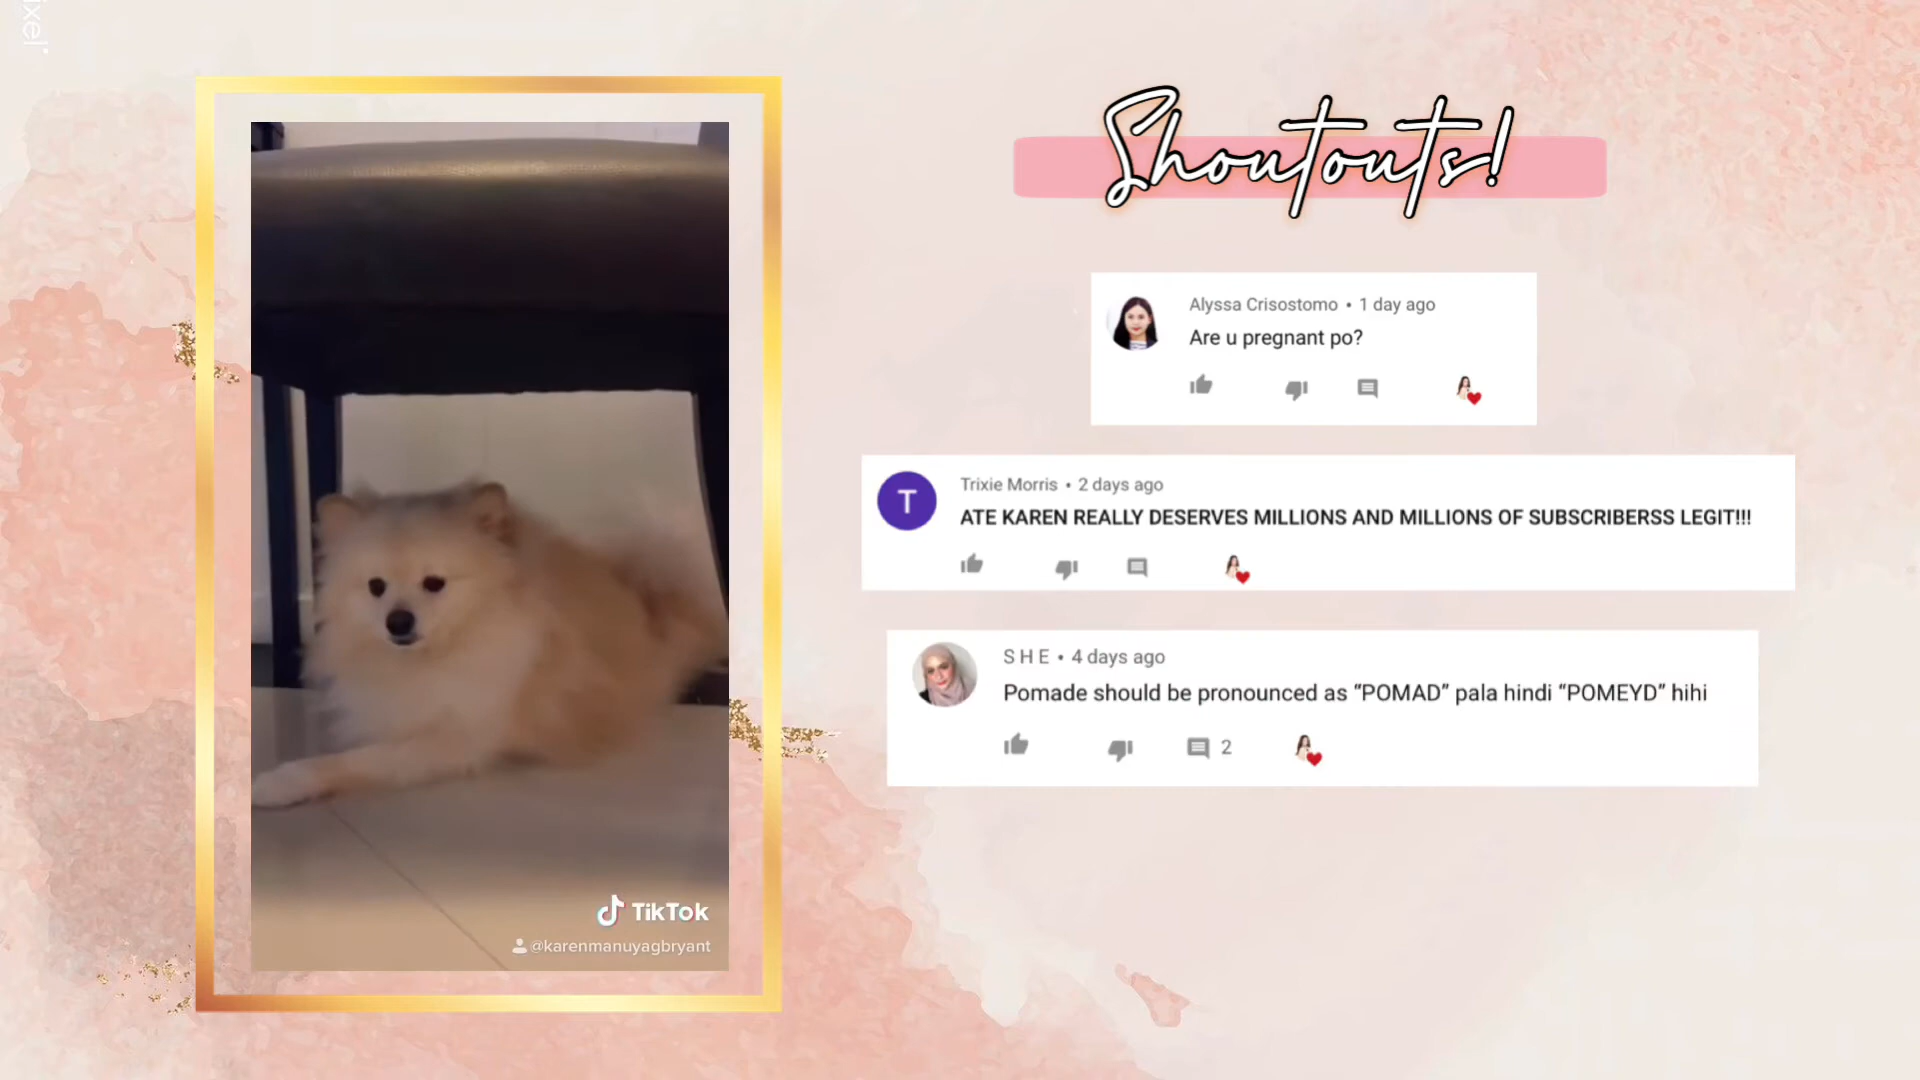 Shoutouts!
Alyssa Crisostomo • 1 day ago
Are u pregnant po?
T
Trixie Morris • 2 days ago
ATE KAREN REALLY DESERVES MILLIONS AND MILLIONS OF SUBSCRIBERSS LEGIT!!!
S H E • 4 days ago
Pomade should be pronounced as “POMAD” pala hindi “POMEYD” hihi
2
TikTok
@karenmanuyagbryant